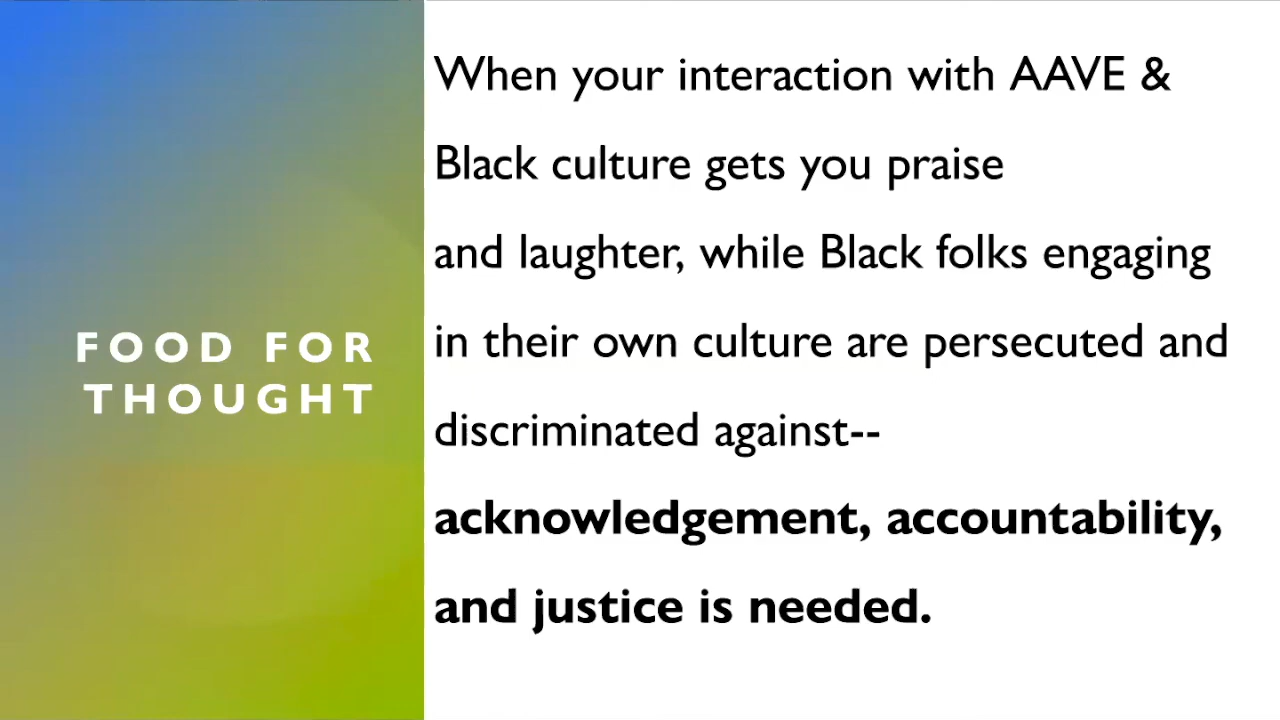 FOOD FOR
THOUGHT
When your interaction with AAVE &
Black culture gets you praise
and laughter, while Black folks engaging
in their own culture are persecuted and
discriminated against--
acknowledgement, accountability,
and justice is needed.